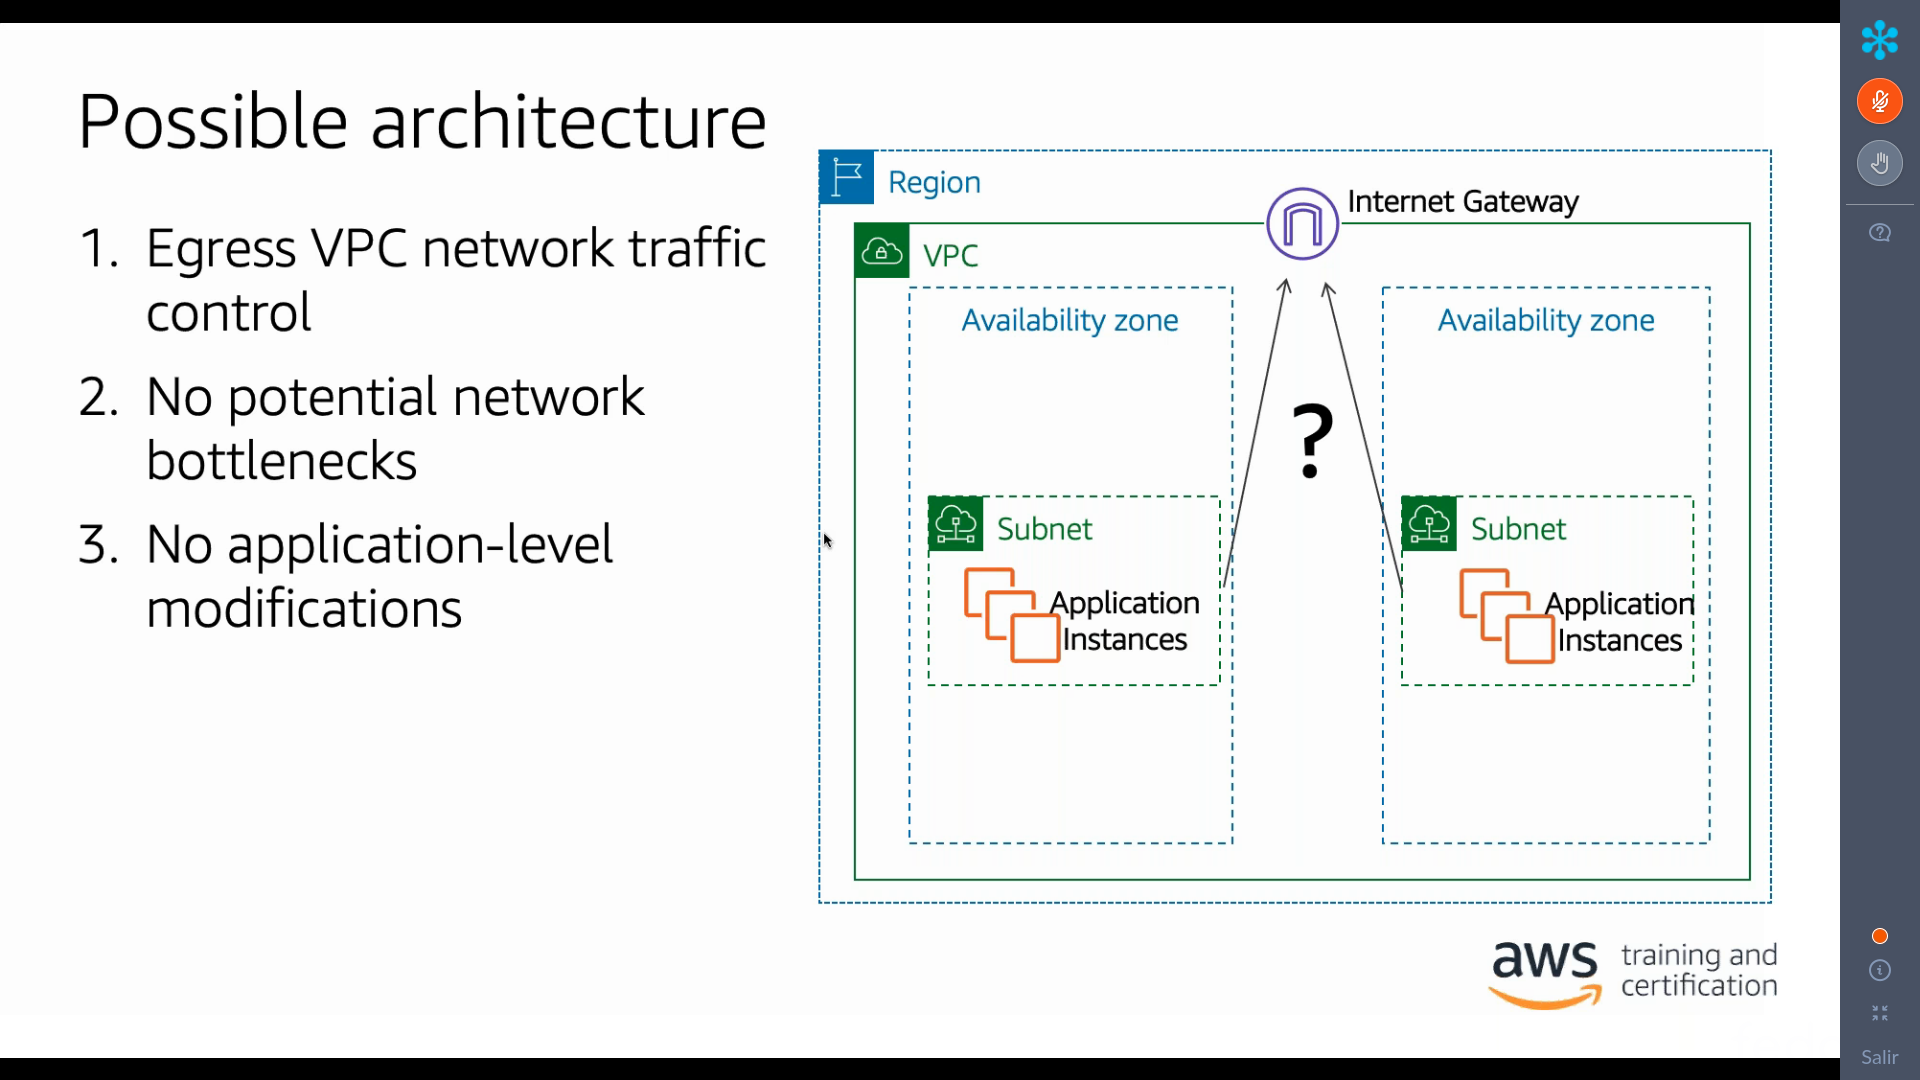 Possible architecture
1. Egress VPC network traffic
control
2. No potential network
bottlenecks
3. No application-level
modifications
Region
Internet Gateway
VPC
Availability zone
Availability zone
?
Subnet
Application
Instances
Subnet
Application
Instances
aws
training and
certification
Salir